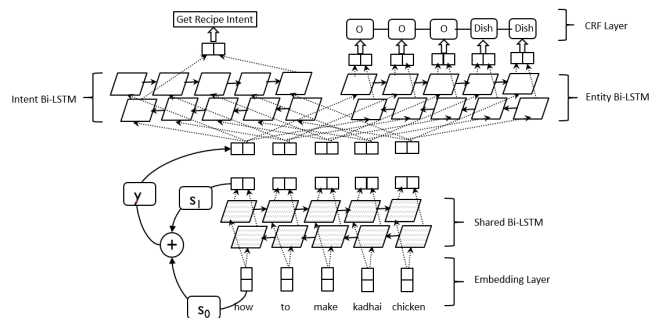 Get Recipe Intent
O O O Dish Dish
CRF Layer
Intent Bi-LSTM
Entity Bi-LSTM
y
s1
+
Shared Bi-LSTM
s0
Embedding Layer
how to make kadhai chicken